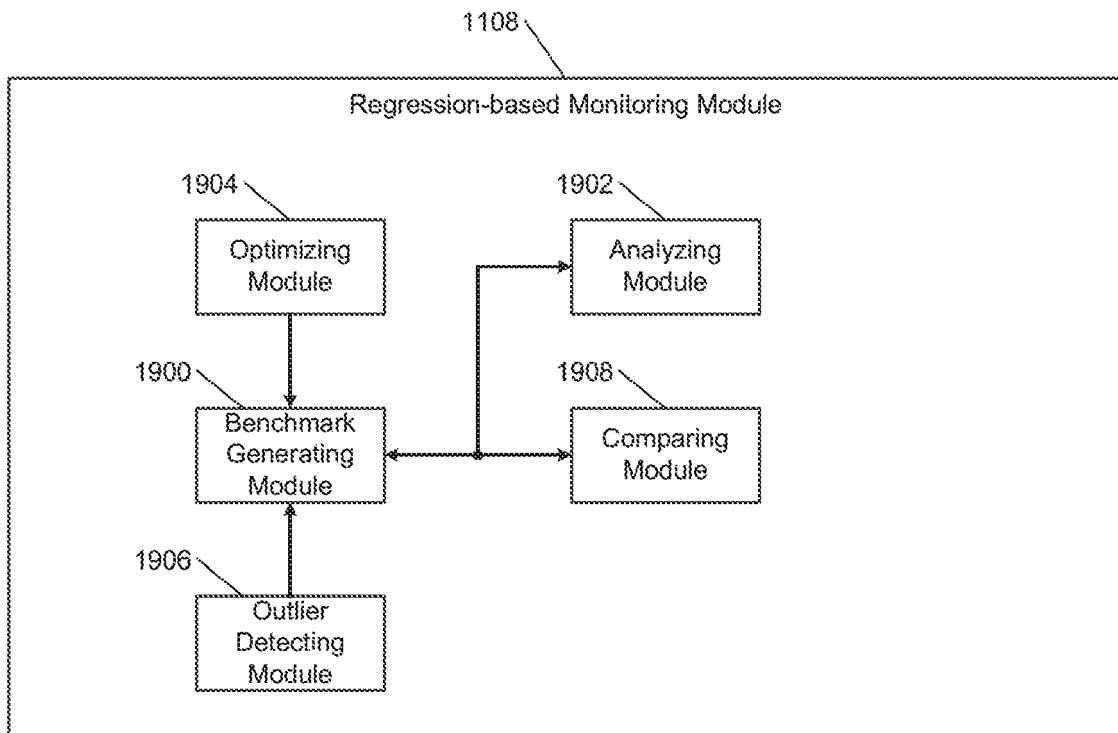 1108
Regression-based Monitoring Module
1904
Optimizing
Module
1902
Analyzing
Module
1900
Benchmark
Generating
Module
1908
Comparing
Module
1906
Outlier
Detecting
Module